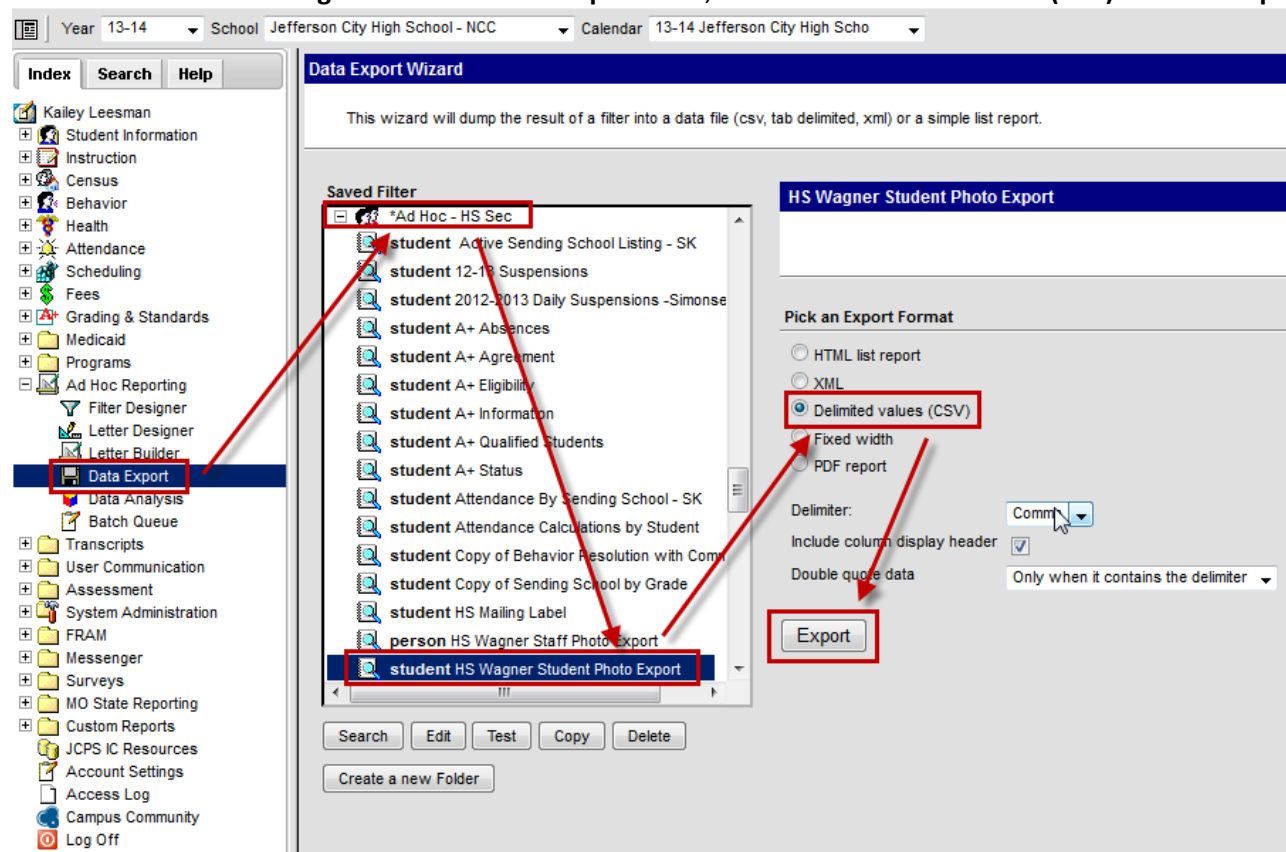 Year 13-14 School Jefferson City High School - NCC Calendar 13-14 Jefferson City High Scho
Index Search Help
Kailey Leesman
Student Information
Instruction
Census
Behavior
Health
Attendance
Scheduling
Fees
Grading & Standards
Medicaid
Programs
Ad Hoc Reporting
Filter Designer
Letter Designer
Letter Builder
Data Export
Data Analysis
Batch Queue
Transcripts
User Communication
Assessment
System Administration
FRAM
Messenger
Surveys
MO State Reporting
Custom Reports
JCPS IC Resources
Account Settings
Access Log
Campus Community
Log Off
Data Export Wizard
This wizard will dump the result of a filter into a data file (csv, tab delimited, xml) or a simple list report.
Saved Filter
*Ad Hoc - HS Sec
student Active Sending School Listing - SK
student 12-13 Suspensions
student 2012-2013 Daily Suspensions -Simonse
student A+ Absences
student A+ Agreement
student A+ Eligibility
student A+ Information
student A+ Qualified Students
student A+ Status
student Attendance By Sending School - SK
student Attendance Calculations by Student
student Copy of Behavior Resolution with Com
student Copy of Sending School by Grade
student HS Mailing Label
person HS Wagner Staff Photo Export
student HS Wagner Student Photo Export
Search Edit Test Copy Delete
Create a new Folder
HS Wagner Student Photo Export
Pick an Export Format
HTML list report
XML
Delimited values (CSV)
Fixed width
PDF report
Delimiter: Comm
Include column display header
Double quote data Only when it contains the delimiter
Export